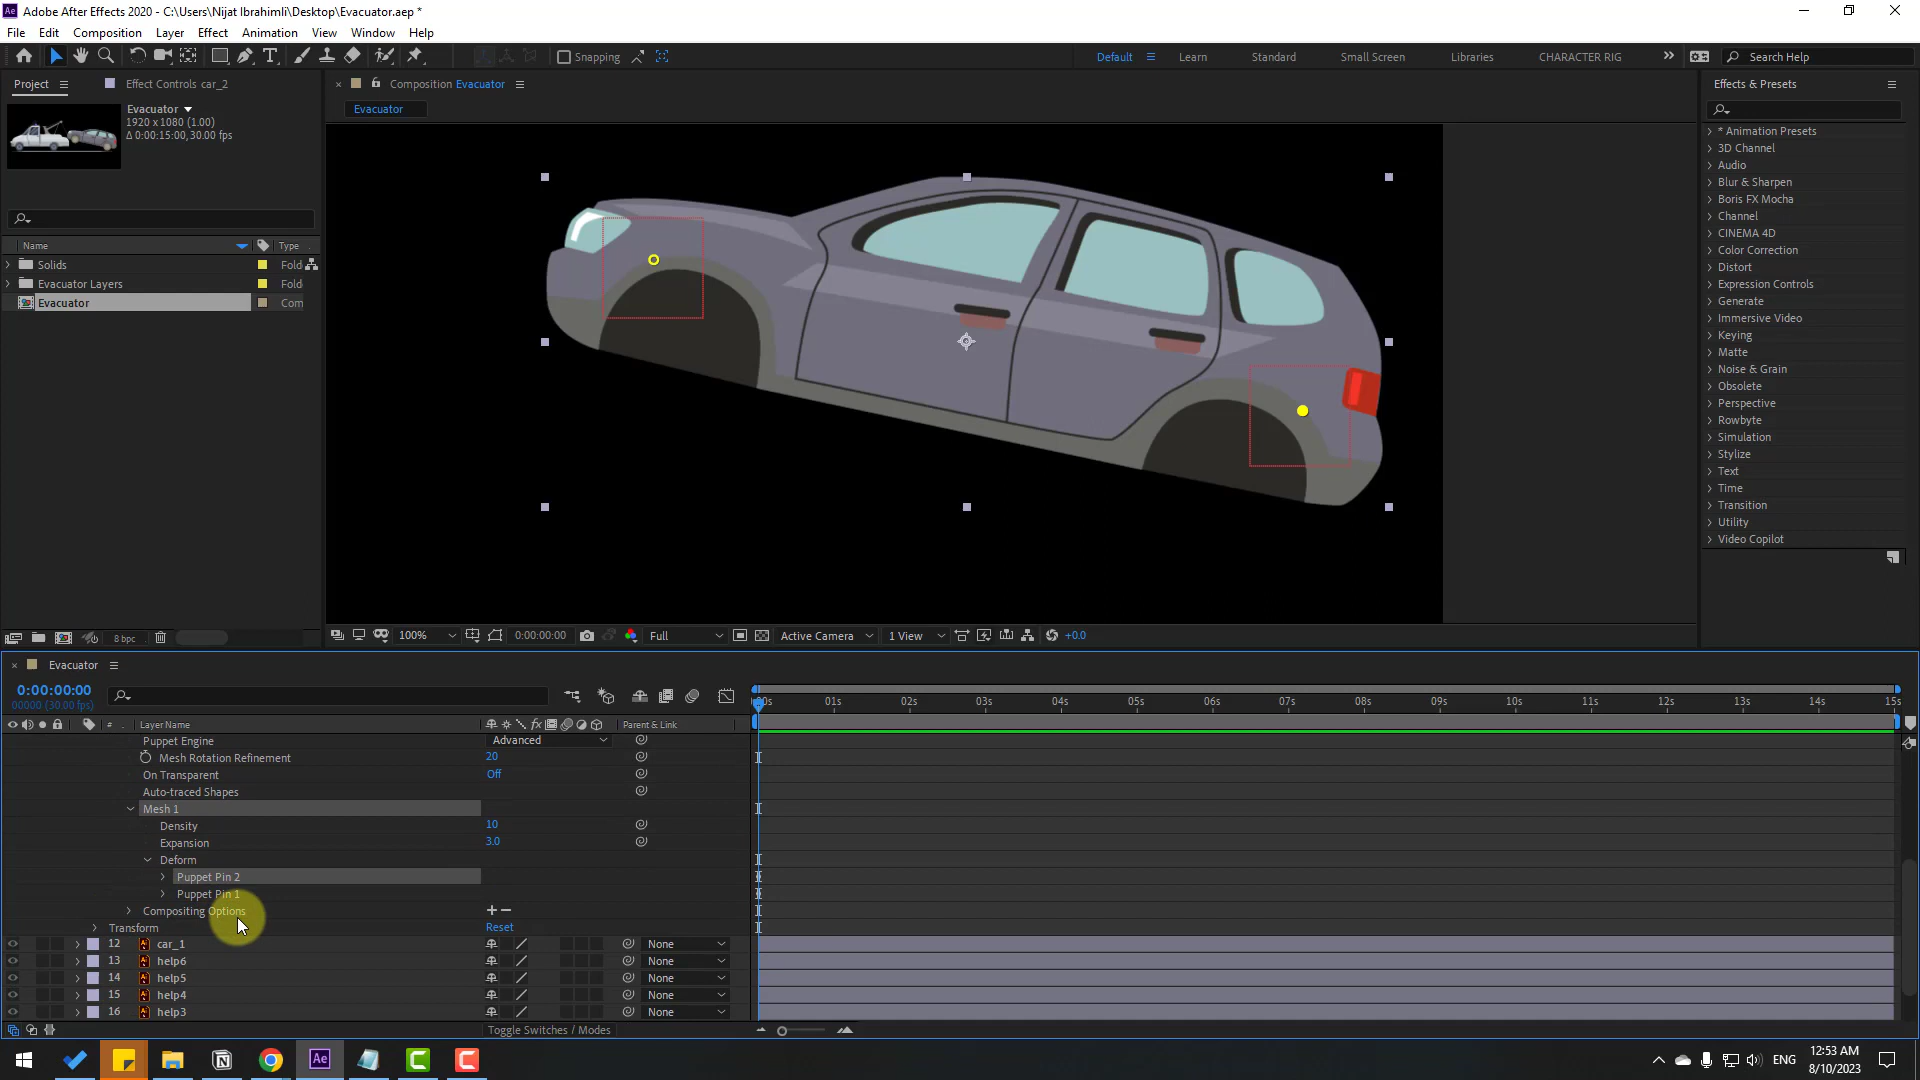 Adobe After Effects 2020 - C:\Users\Nijat Ibrahimli\Desktop\Evacuator.aep *
File Edit Composition Layer Effect Animation View Window Help
Snapping Default Learn Standard Small Screen Libraries CHARACTER RIG Search Help
Project Effect Controls car_2 Composition Evacuator Effects & Presets
Evacuator
1920 x 1080 (1.00)
Δ 0:00:15:00, 30.00 fps
Evacuator
Name Type
Solids Fold
Evacuator Layers Fold
Evacuator Com
* Animation Presets
3D Channel
Audio
Blur & Sharpen
Boris FX Mocha
Channel
CINEMA 4D
Color Correction
Distort
Expression Controls
Generate
Immersive Video
Keying
Matte
Noise & Grain
Obsolete
Perspective
Rowbyte
Simulation
Stylize
Text
Time
Transition
Utility
Video Copilot
8 bpc 100% 0:00:00:00 Full Active Camera 1 View +0.0
Evacuator
0:00:00:00
00000 (30.00 fps)
# Layer Name Parent & Link
00s 01s 02s 03s 04s 05s 06s 07s 08s 09s 10s 11s 12s 13s 14s 15s
Puppet Engine Advanced
Mesh Rotation Refinement 20
On Transparent Off
Auto-traced Shapes
Mesh 1
Density 10
Expansion 3.0
Deform
Puppet Pin 2
Puppet Pin 1
Compositing Options
Transform Reset
12 car_1 None
13 help6 None
14 help5 None
15 help4 None
16 help3 None
Toggle Switches / Modes
Ae ENG 12:53 AM
8/10/2023